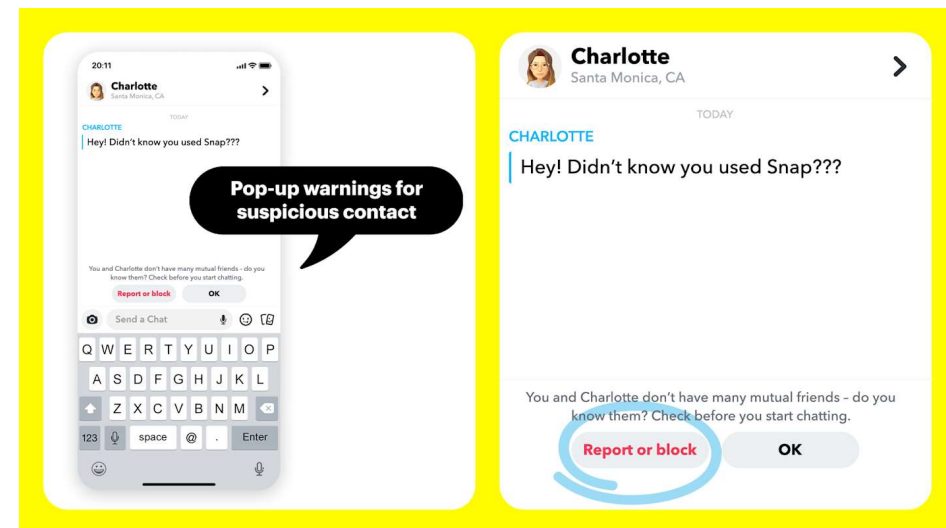 20:11
Charlotte
Santa Monica, CA
TODAY
CHARLOTTE
Hey! Didn't know you used Snap???
Pop-up warnings for
suspicious contact
You and Charlotte don't have many mutual friends - do you
know them? Check before you start chatting.
Report or block
OK
Send a Chat
Q W E R T Y U I O P
A S D F G H J K L
Z X C V B N M
123 space @ . Enter
Charlotte
Santa Monica, CA
TODAY
CHARLOTTE
Hey! Didn't know you used Snap???
You and Charlotte don't have many mutual friends - do you
know them? Check before you start chatting.
Report or block
OK